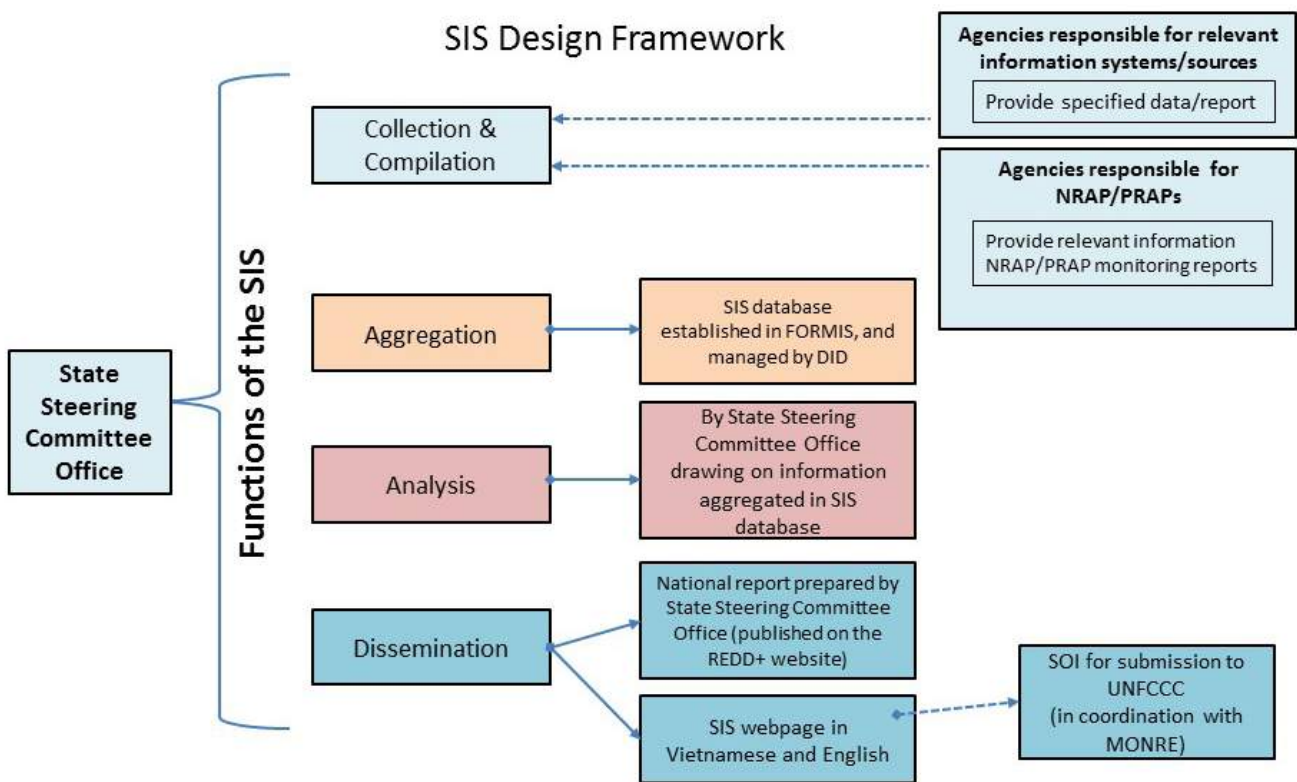 SIS Design Framework
Agencies responsible for relevant
information systems/sources
Provide specified data/report
Collection &
Compilation
Agencies responsible for
NRAP/PRAPs
Provide relevant information
NRAP/PRAP monitoring reports
State
Steering
Committee
Office
Functions of the SIS
Aggregation
SIS database
established in FORMIS, and
managed by DID
Analysis
By State Steering
Committee Office
drawing on information
aggregated in SIS
database
Dissemination
National report prepared by
State Steering Committee
Office (published on the
REDD+ website)
SIS webpage in
Vietnamese and English
SOI for submission to
UNFCCC
(in coordination with
MONRE)